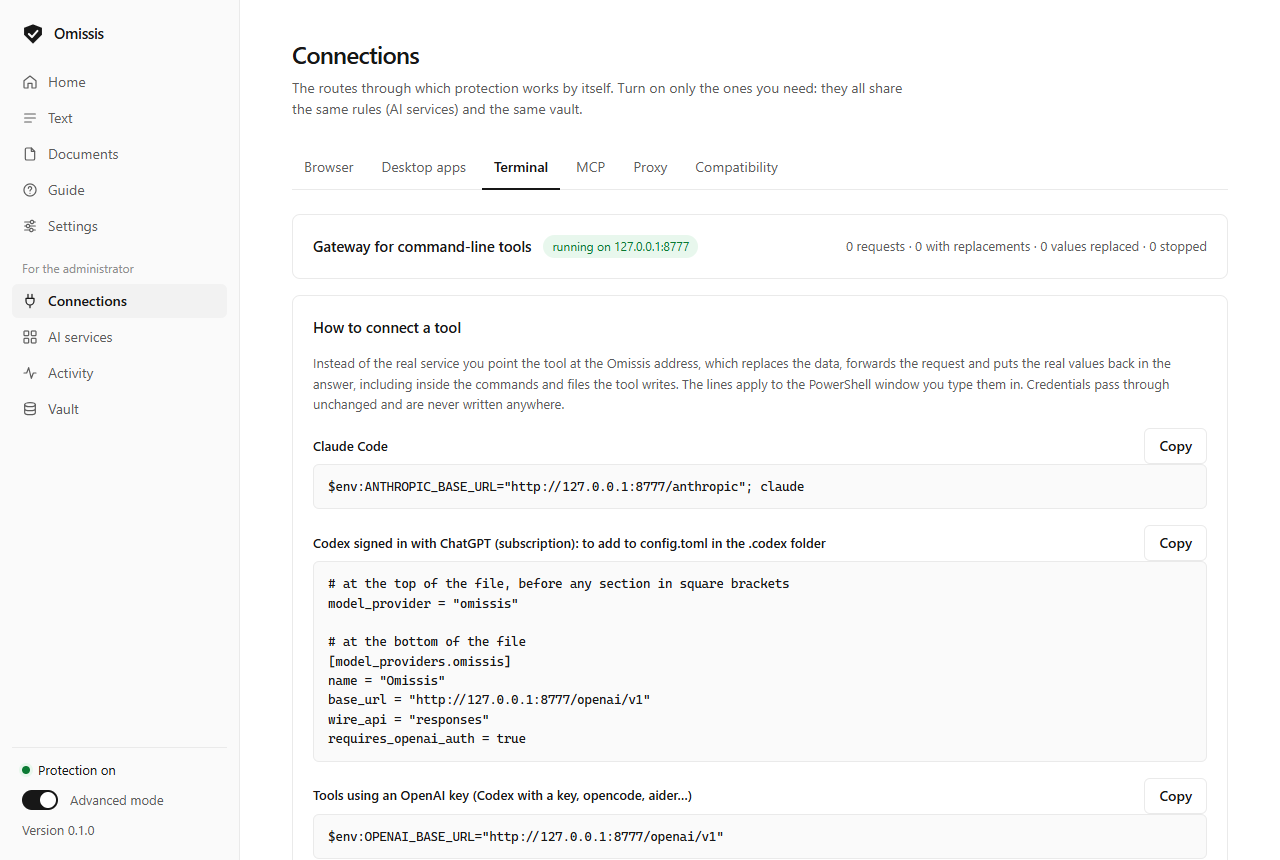 Omissis
Home
Text
Documents
Guide
Settings
For the administrator
Connections
AI services
Activity
Vault
Protection on
Advanced mode
Version 0.1.0
Connections
The routes through which protection works by itself. Turn on only the ones you need: they all share
the same rules (AI services) and the same vault.
Browser
Desktop apps
Terminal
MCP
Proxy
Compatibility
Gateway for command-line tools
running on 127.0.0.1:8777
0 requests · 0 with replacements · 0 values replaced · 0 stopped
How to connect a tool
Instead of the real service you point the tool at the Omissis address, which replaces the data, forwards the request and puts the real values back in the
answer, including inside the commands and files the tool writes. The lines apply to the PowerShell window you type them in. Credentials pass through
unchanged and are never written anywhere.
Claude Code
Copy
$env:ANTHROPIC_BASE_URL="http://127.0.0.1:8777/anthropic"; claude
Codex signed in with ChatGPT (subscription): to add to config.toml in the .codex folder
Copy
# at the top of the file, before any section in square brackets
model_provider = "omissis"
# at the bottom of the file
[model_providers.omissis]
name = "Omissis"
base_url = "http://127.0.0.1:8777/openai/v1"
wire_api = "responses"
requires_openai_auth = true
Tools using an OpenAI key (Codex with a key, opencode, aider...)
Copy
$env:OPENAI_BASE_URL="http://127.0.0.1:8777/openai/v1"